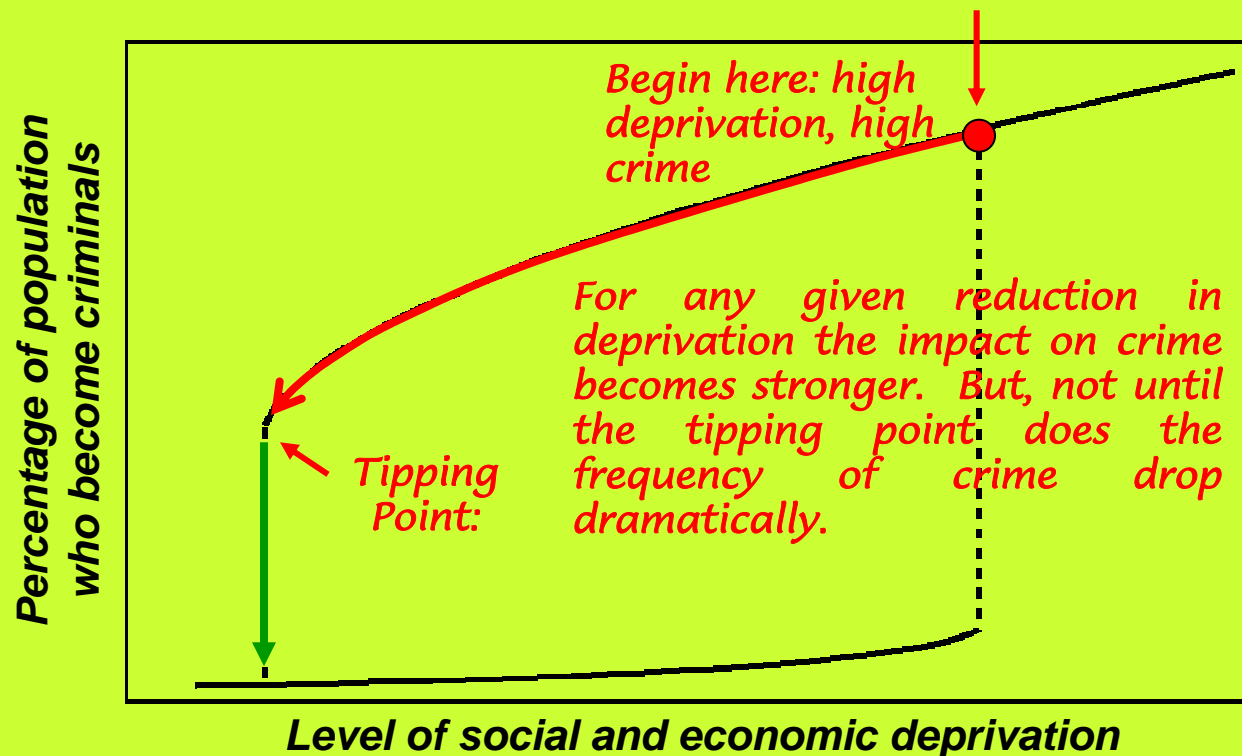 Percentage of population
who become criminals
Begin here: high
deprivation, high
crime
For any given reduction in
deprivation the impact on crime
becomes stronger. But, not until
the tipping point does the
frequency of crime drop
dramatically.
Tipping
Point:
Level of social and economic deprivation